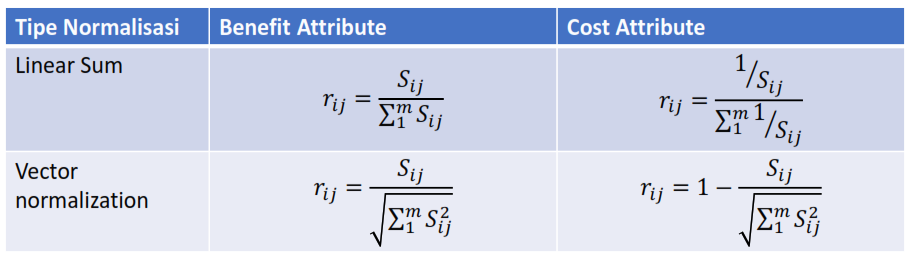 Tipe Normalisasi Benefit Attribute Cost Attribute
Linear Sum r_{ij} = \frac{S_{ij}}{\sum_1^m S_{ij}} r_{ij} = \frac{1/S_{ij}}{\sum_1^m 1/S_{ij}}
Vector normalization r_{ij} = \frac{S_{ij}}{\sqrt{\sum_1^m S_{ij}^2}} r_{ij} = 1 - \frac{S_{ij}}{\sqrt{\sum_1^m S_{ij}^2}}